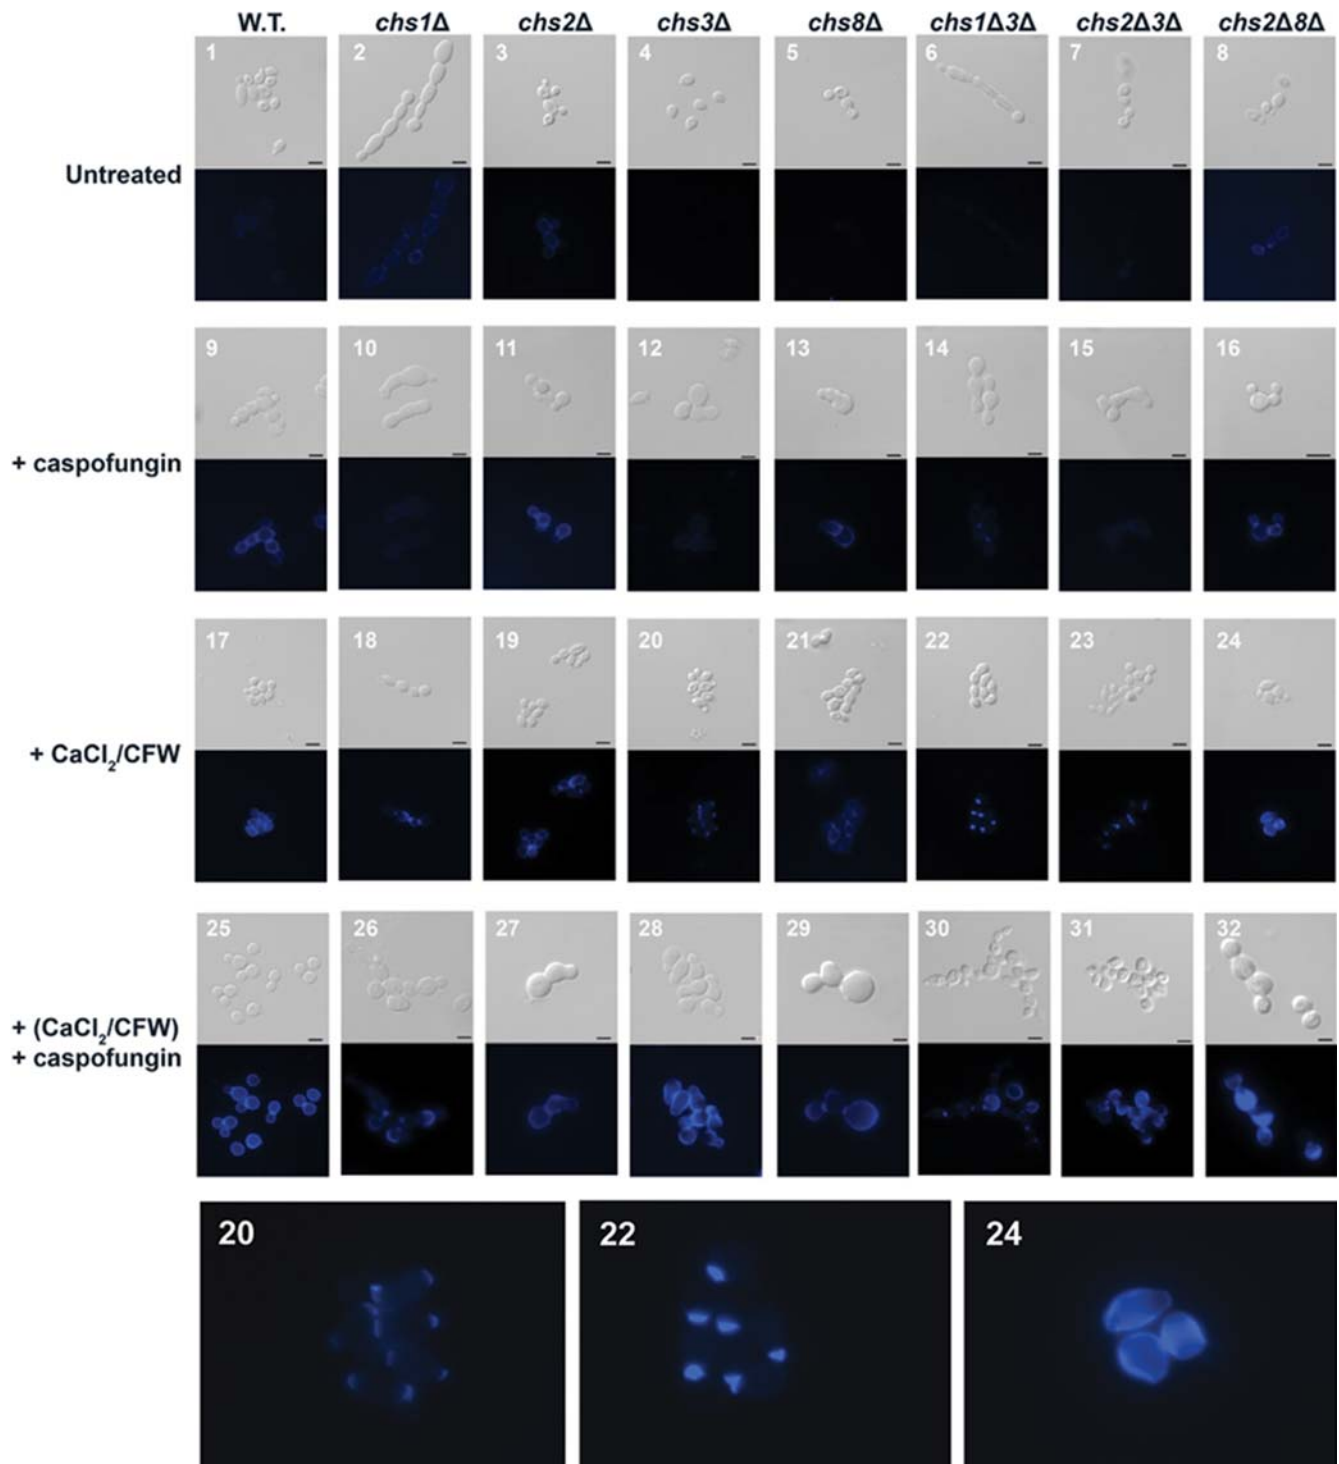 W.T. chs1Δ chs2Δ chs3Δ chs8Δ chs1Δ3Δ chs2Δ3Δ chs2Δ8Δ
1 2 3 4 5 6 7 8
Untreated
9 10 11 12 13 14 15 16
+ caspofungin
17 18 19 20 21 22 23 24
+ CaCl₂/CFW
25 26 27 28 29 30 31 32
+ (CaCl₂/CFW)
+ caspofungin
20 22 24